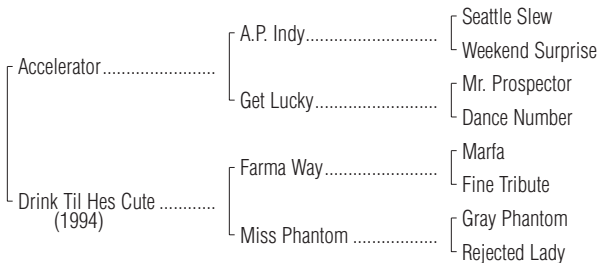 Seattle Slew
A.P. Indy........................
Weekend Surprise
Accelerator......................
Mr. Prospector
Get Lucky........................
Dance Number
Marfa
Farma Way......................
Fine Tribute
Drink Til Hes Cute ...........
(1994)
Gray Phantom
Miss Phantom .................
Rejected Lady